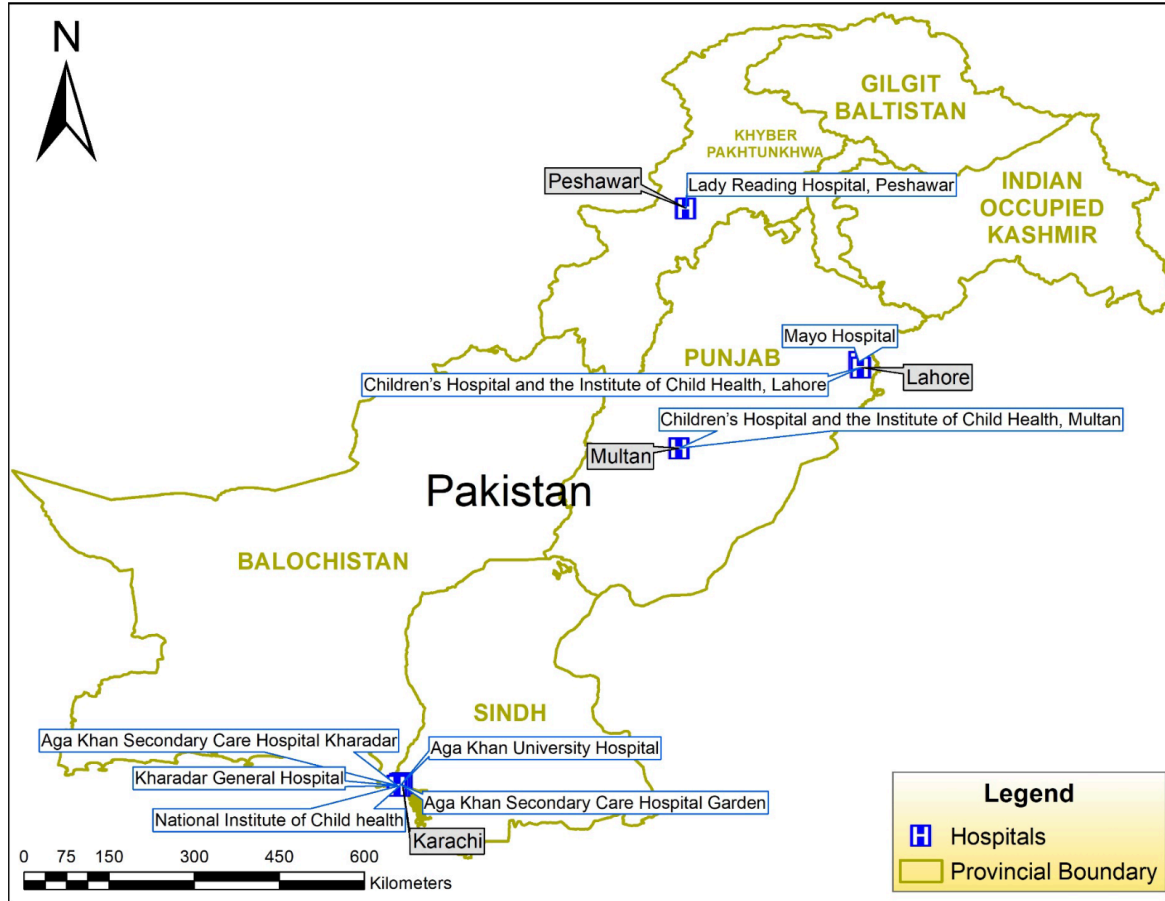 N
GILGIT
BALTISTAN
KHYBER
PAKHTUNKHWA
Peshawar
Lady Reading Hospital, Peshawar
INDIAN
OCCUPIED
KASHMIR
Mayo Hospital
PUNJAB
Children's Hospital and the Institute of Child Health, Lahore
Lahore
Children's Hospital and the Institute of Child Health, Multan
Multan
Pakistan
BALOCHISTAN
SINDH
Aga Khan Secondary Care Hospital Kharadar
Aga Khan University Hospital
Kharadar General Hospital
Aga Khan Secondary Care Hospital Garden
National Institute of Child health
Karachi
0 75 150 300 450 600
Kilometers
Legend
H Hospitals
Provincial Boundary